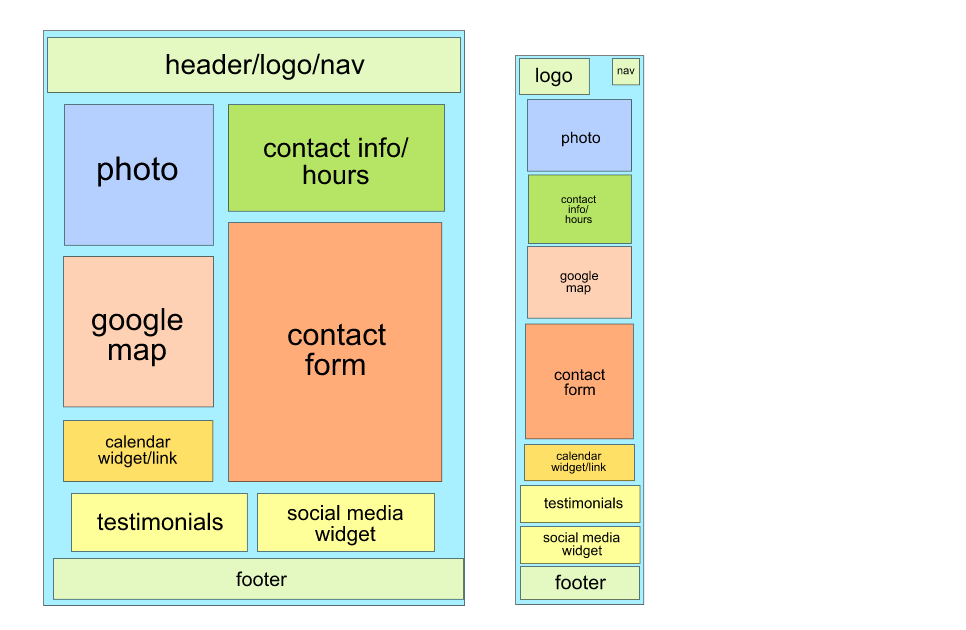 header/logo/nav
photo
contact info/
hours
google
map
contact
form
calendar
widget/link
testimonials
social media
widget
footer
logo
nav
photo
contact
info/
hours
google
map
contact
form
calendar
widget/link
testimonials
social media
widget
footer